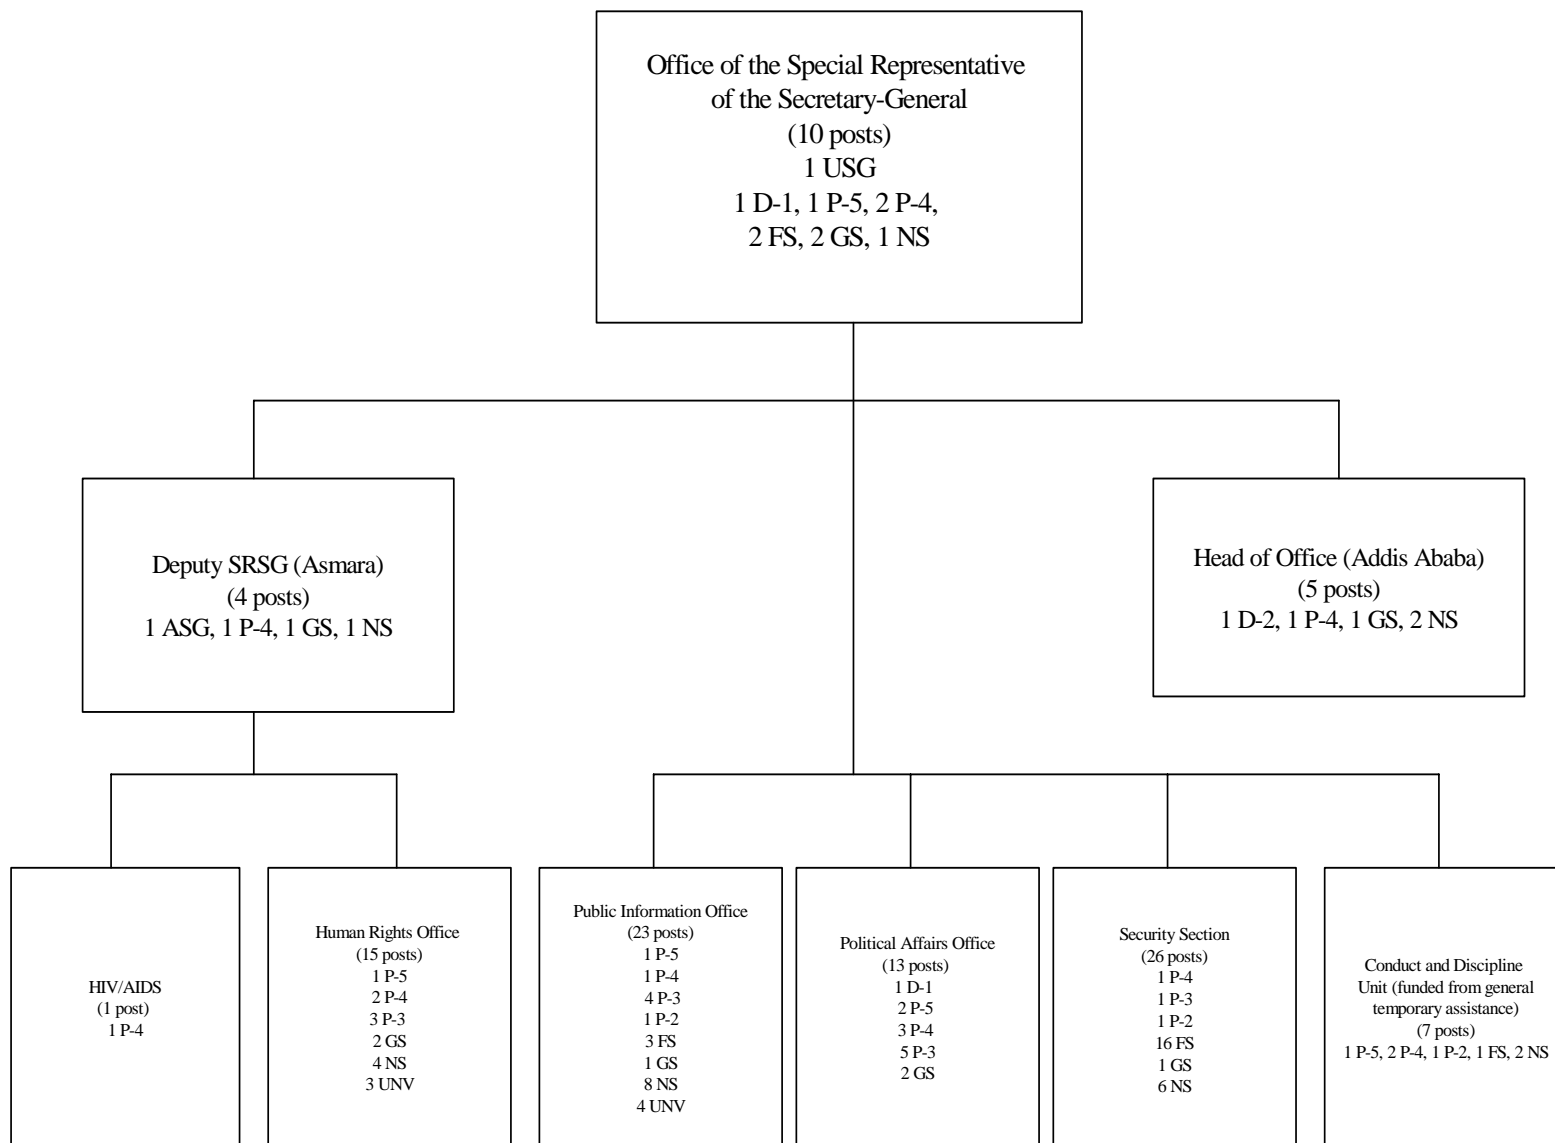 Office of the Special Representative
of the Secretary-General
(10 posts)
1 USG
1 D-1, 1 P-5, 2 P-4,
2 FS, 2 GS, 1 NS
Deputy SRSG (Asmara)
(4 posts)
1 ASG, 1 P-4, 1 GS, 1 NS
Head of Office (Addis Ababa)
(5 posts)
1 D-2, 1 P-4, 1 GS, 2 NS
HIV/AIDS
(1 post)
1 P-4
Human Rights Office
(15 posts)
1 P-5
2 P-4
3 P-3
2 GS
4 NS
3 UNV
Public Information Office
(23 posts)
1 P-5
1 P-4
4 P-3
1 P-2
3 FS
1 GS
8 NS
4 UNV
Political Affairs Office
(13 posts)
1 D-1
2 P-5
3 P-4
5 P-3
2 GS
Security Section
(26 posts)
1 P-4
1 P-3
1 P-2
16 FS
1 GS
6 NS
Conduct and Discipline
Unit (funded from general
temporary assistance)
(7 posts)
1 P-5, 2 P-4, 1 P-2, 1 FS, 2 NS